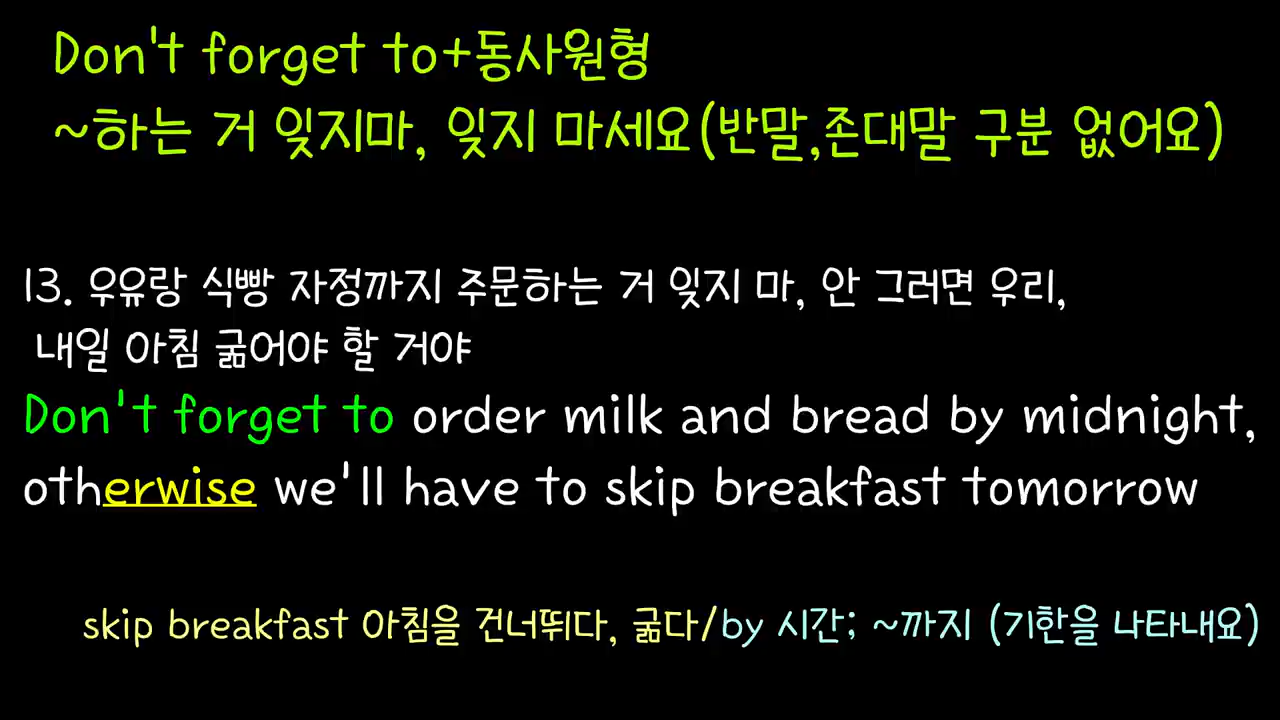 Don't forget to+동사원형
~하는 거 잊지마, 잊지 마세요(반말,존대말 구분 없어요)
13. 우유랑 식빵 자정까지 주문하는 거 잊지 마, 안 그러면 우리,
내일 아침 굶어야 할 거야
Don't forget to order milk and bread by midnight,
otherwise we'll have to skip breakfast tomorrow
skip breakfast 아침을 건너뛰다, 굶다/by 시간; ~까지 (기한을 나타내요)